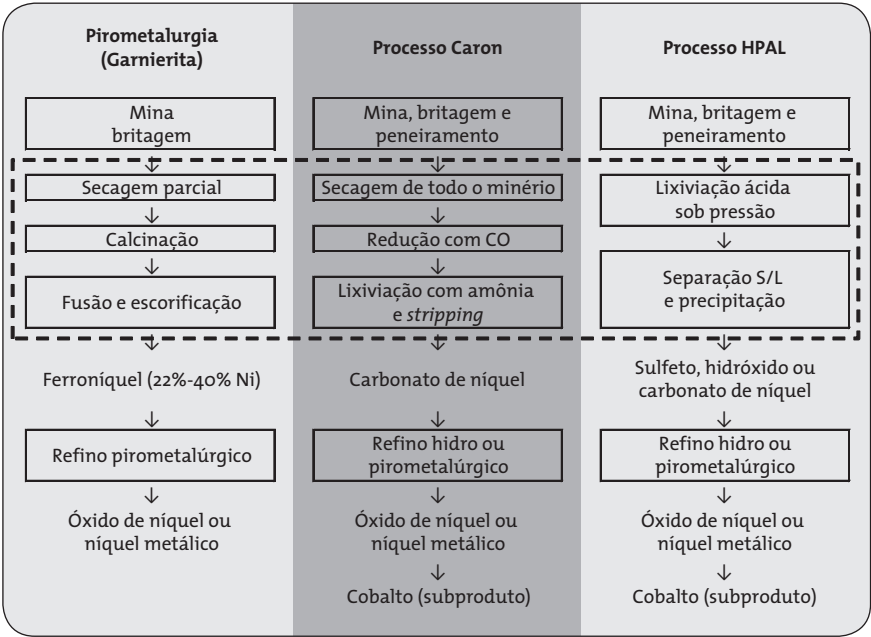 Pirometalurgia
(Garnierita)
Mina
britagem
Secagem parcial
Calcinação
Fusão e escorificação
Ferroníquel (22%-40% Ni)
Refino pirometalúrgico
Óxido de níquel ou
níquel metálico
Processo Caron
Mina, britagem e
peneiramento
Secagem de todo o minério
Redução com CO
Lixiviação com amônia
e stripping
Carbonato de níquel
Refino hidro ou
pirometalúrgico
Óxido de níquel ou
níquel metálico
Cobalto (subproduto)
Processo HPAL
Mina, britagem e
peneiramento
Lixiviação ácida
sob pressão
Separação S/L
e precipitação
Sulfeto, hidróxido ou
carbonato de níquel
Refino hidro ou
pirometalúrgico
Óxido de níquel ou
níquel metálico
Cobalto (subproduto)